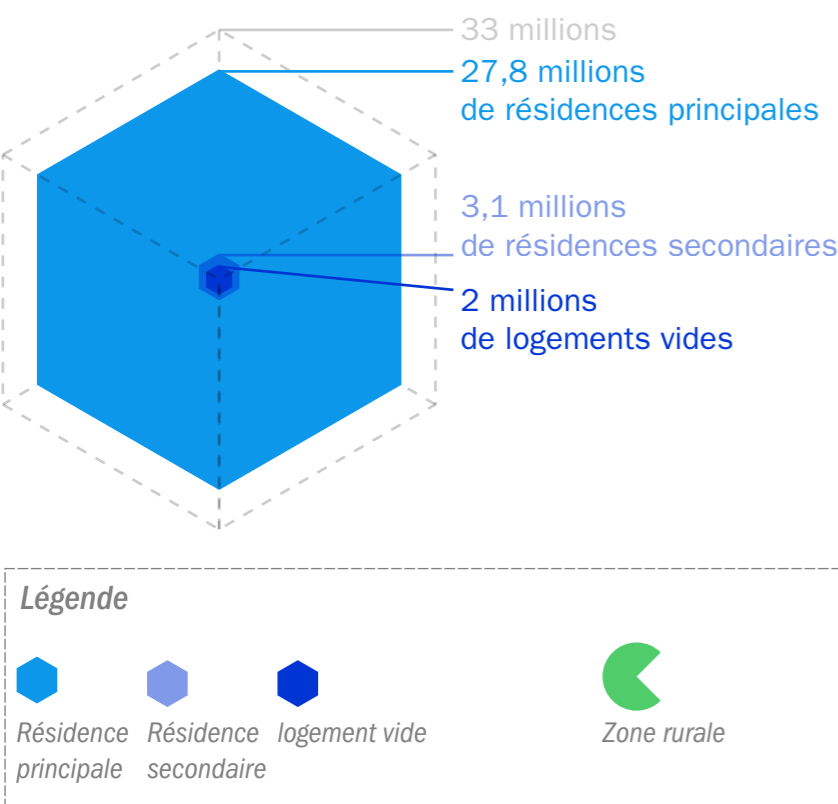 33 millions
27,8 millions
de résidences principales
3,1 millions
de résidences secondaires
2 millions
de logements vides
Légende
Résidence
principale
Résidence
secondaire
logement vide
Zone rurale